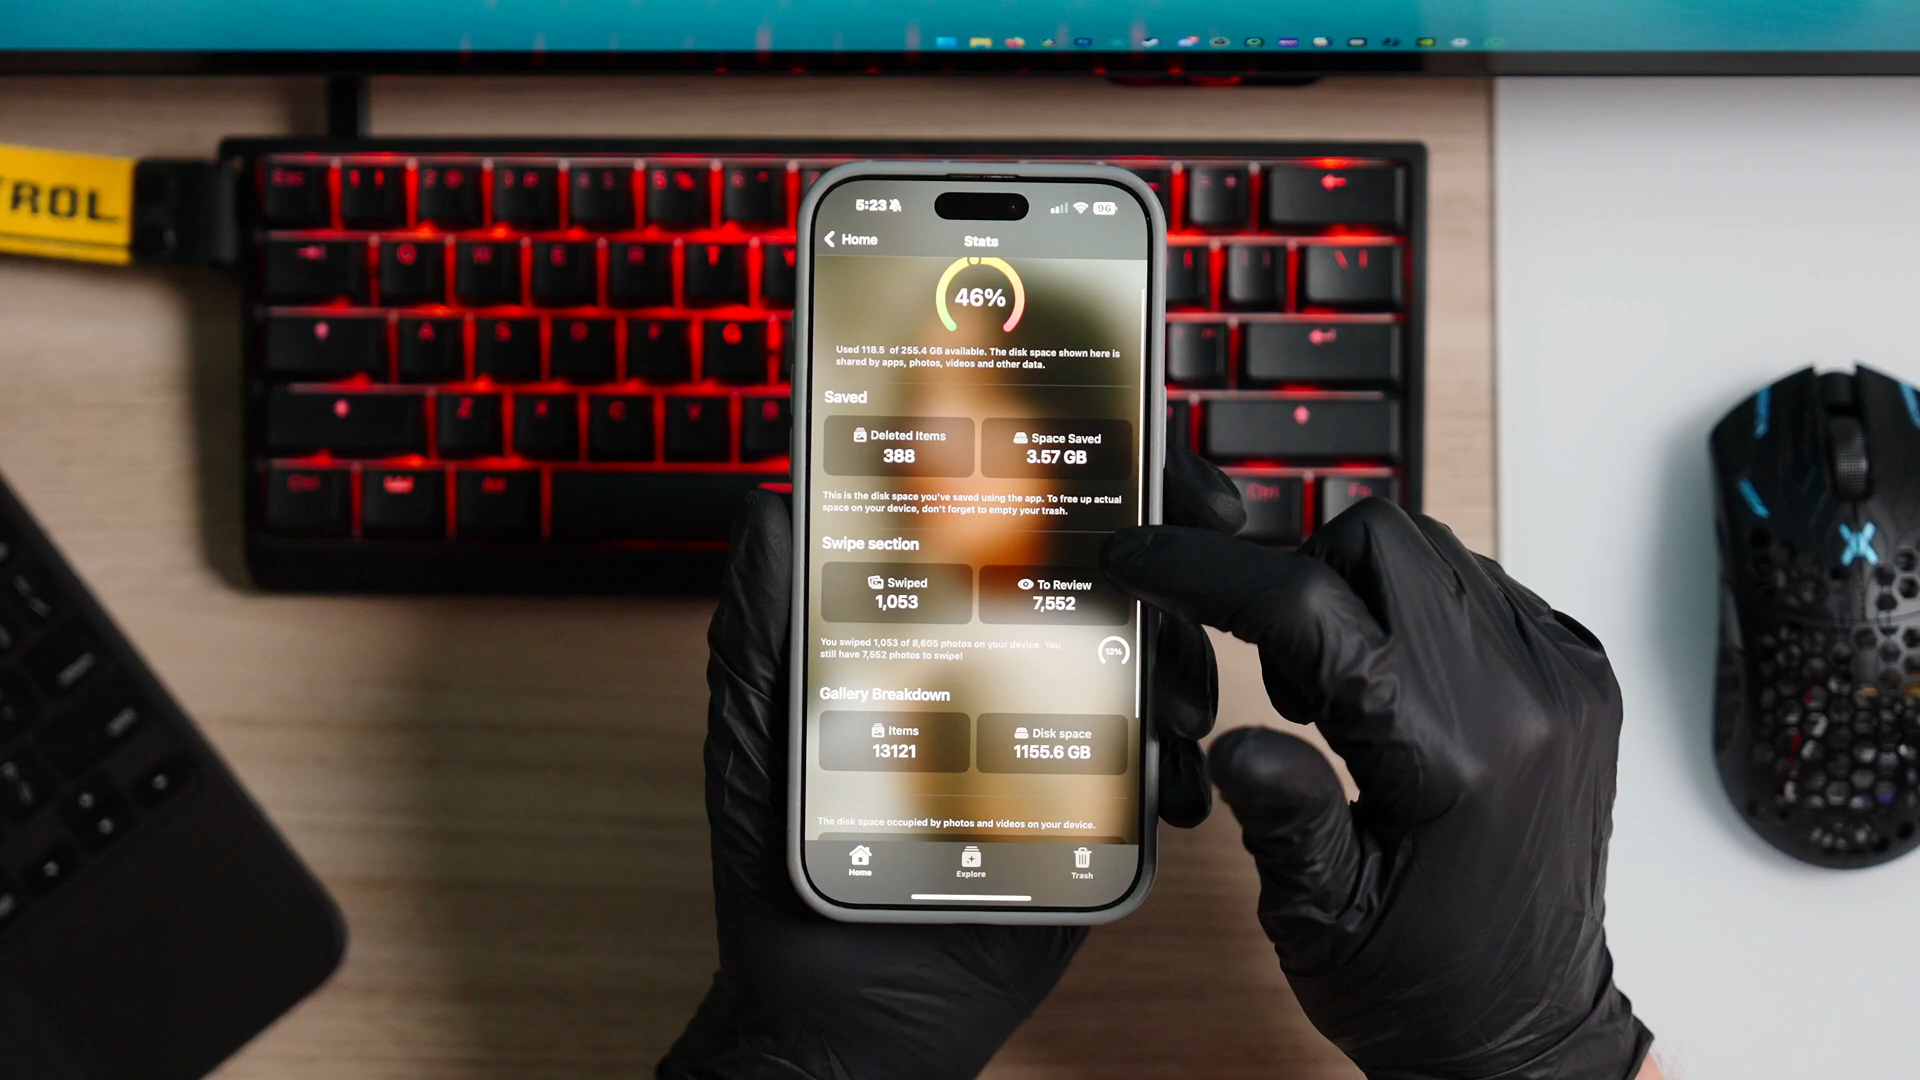 TROL
Esc
Q W E R T
A S D F G
Z X C V B
Ctrl Alt
Ctrl Fn
5:23 96
Home Stats
46%
Used 118.5 of 255.4 GB available. The disk space shown here is
shared by apps, photos, videos and other data.
Saved
Deleted Items Space Saved
388 3.57 GB
This is the disk space you've saved using the app. To free up actual
space on your device, don't forget to empty your trash.
Swipe section
Swiped To Review
1,053 7,552
You swiped 1,053 of 8,605 photos on your device. You
still have 7,552 photos to swipe!
12%
Gallery Breakdown
Items Disk space
13121 1155.6 GB
The disk space occupied by photos and videos on your device.
Home Explore Trash